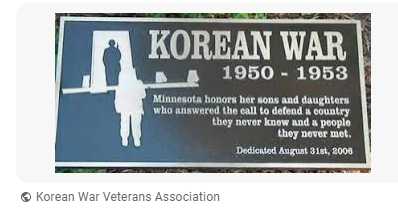 KOREAN WAR
1950 - 1953
Minnesota honors her sons and daughters
who answered the call to defend a country
they never knew and a people
they never met.
Dedicated August 31st, 2006
Korean War Veterans Association